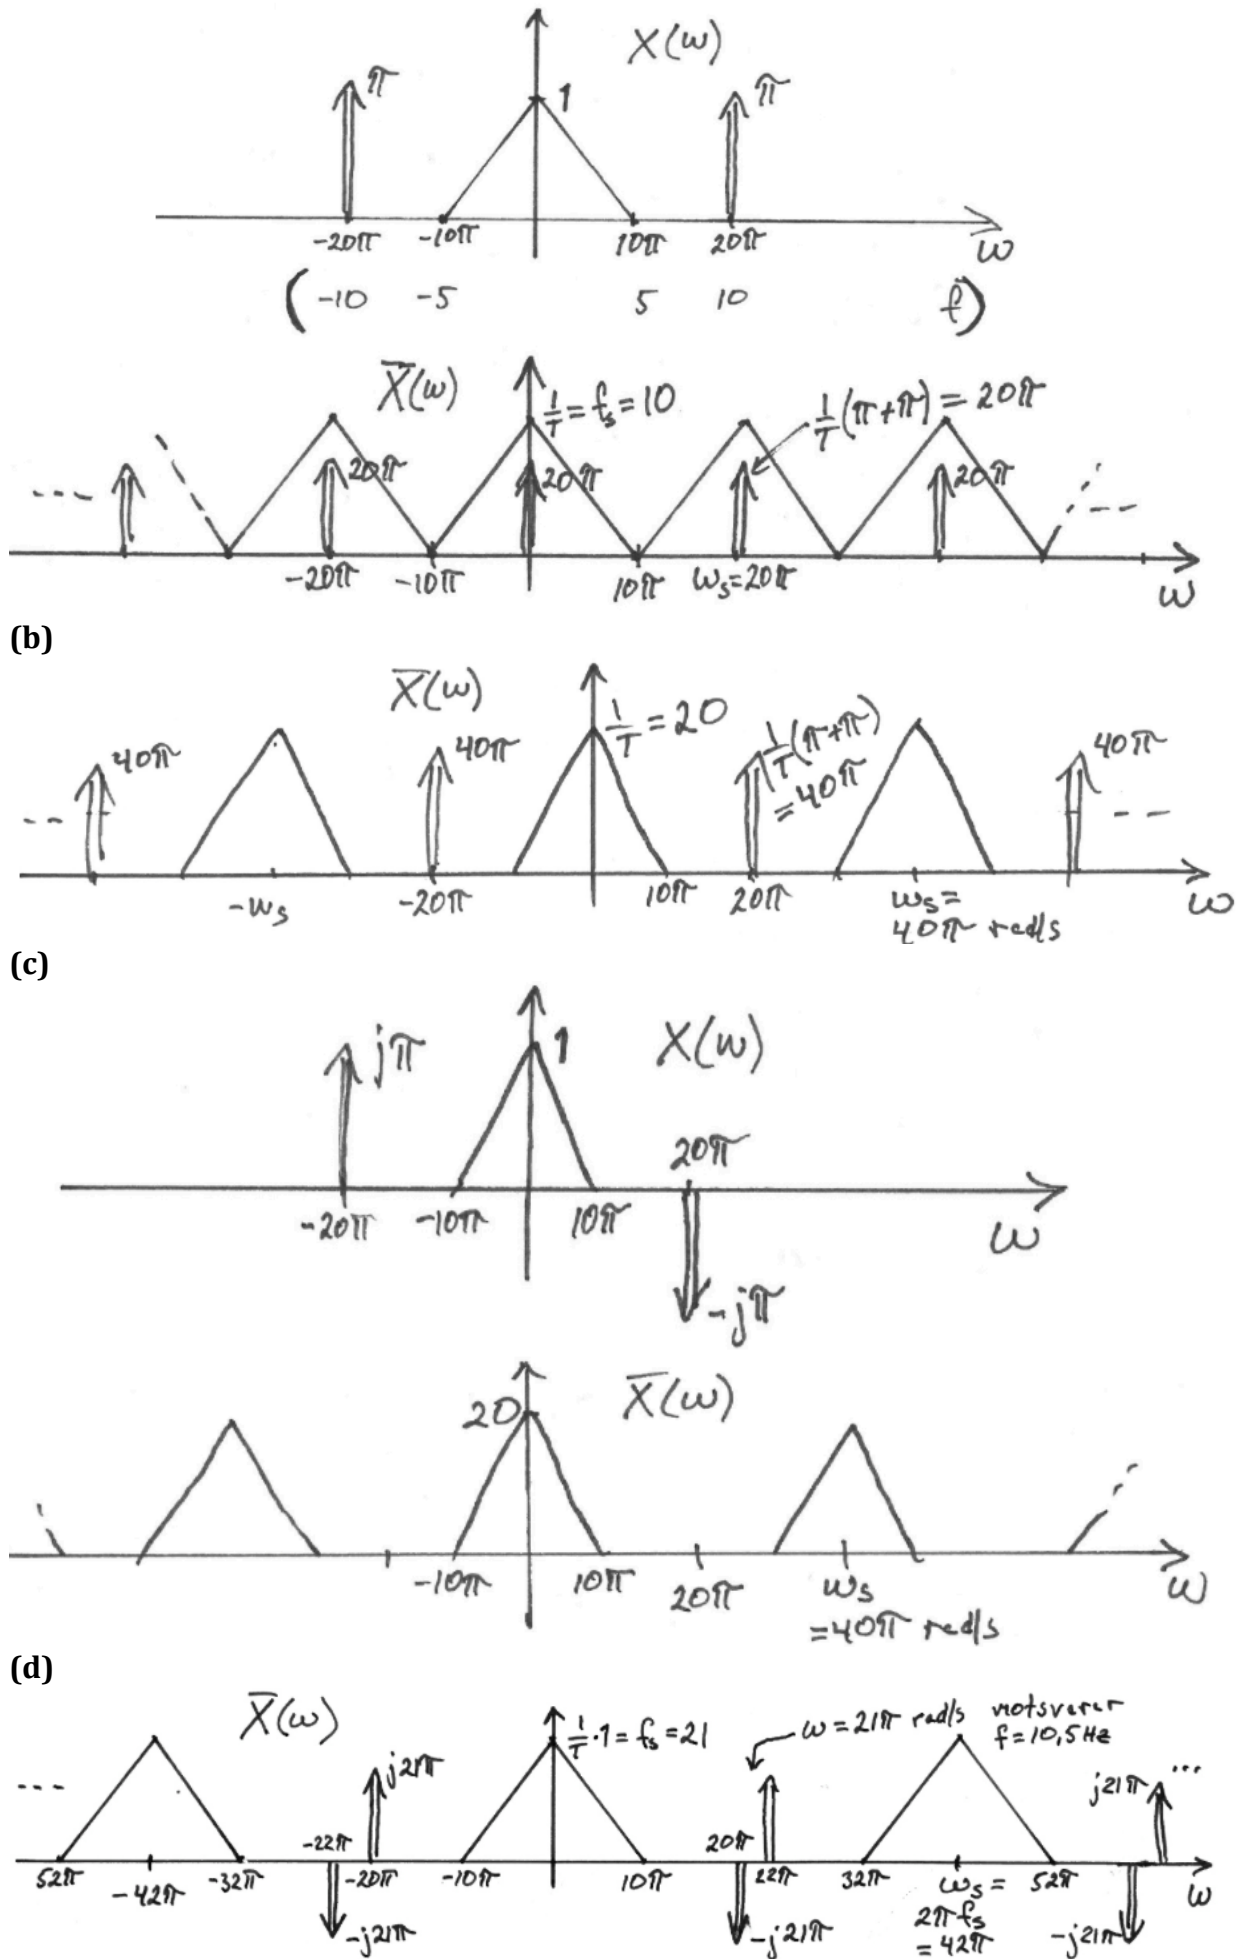 X(ω)
π
1
π
-20π -10π 10π 20π ω
( -10 -5 5 10 f)
X̅(ω)
1/T = fs = 10
1/T(π+π) = 20π
20π 20π 20π
-20π -10π 10π ωs=20π ω
(b)
X̅(ω)
40π 40π 1/T = 20 1/T(π+π) = 40π 40π
-ωs -20π 10π 20π ωs = 40π rad/s ω
(c)
jπ 1 X(ω)
20π
-20π -10π 10π ω
-jπ
20 X̅(ω)
-10π 10π 20π ωs = 40π rad/s ω
(d)
X̅(ω) 1/T·1 = fs = 21 ω = 21π rad/s motsvarar
f = 10,5 Hz
j21π j21π ...
-22π 20π
52π -42π -32π -20π -10π 10π 22π 32π ωs = 52π ω
2πfs
= 42π
-j21π -j21π -j21π